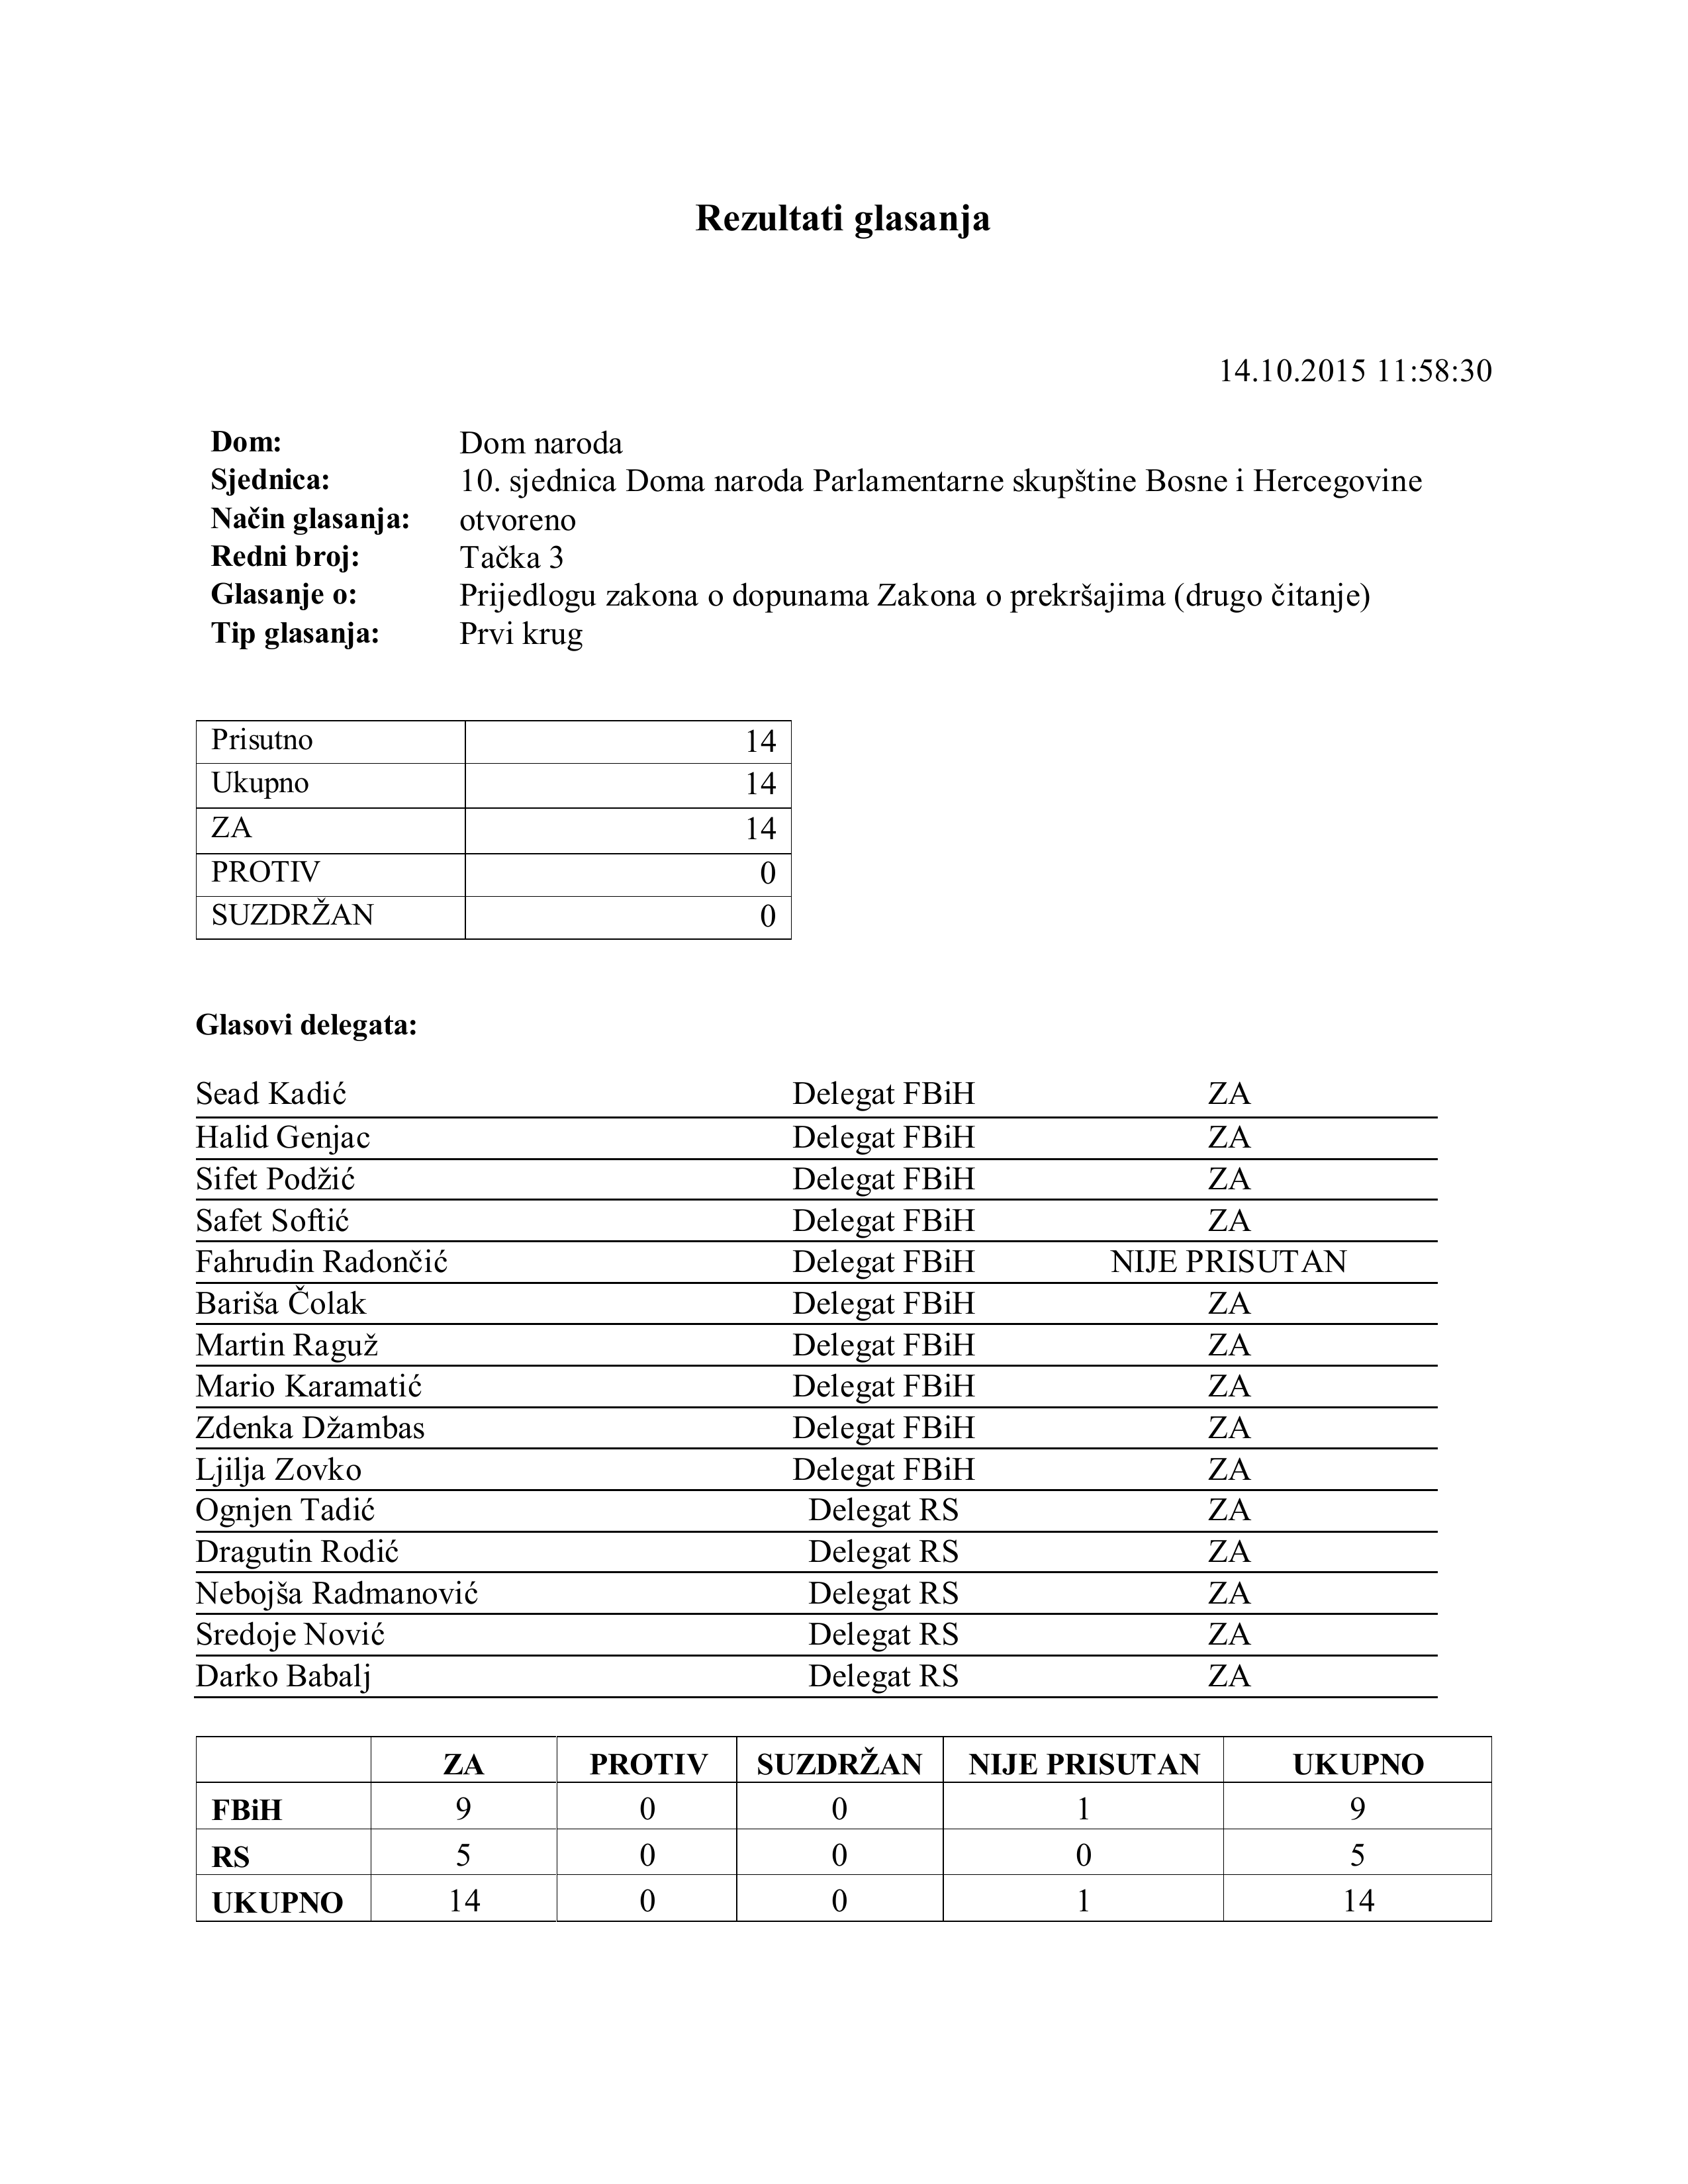 Rezultati glasanja
14.10.2015 11:58:30
Dom: Dom naroda
Sjednica: 10. sjednica Doma naroda Parlamentarne skupštine Bosne i Hercegovine
Način glasanja: otvoreno
Redni broj: Tačka 3
Glasanje o: Prijedlogu zakona o dopunama Zakona o prekršajima (drugo čitanje)
Tip glasanja: Prvi krug
Prisutno 14
Ukupno 14
ZA 14
PROTIV 0
SUZDRŽAN 0
Glasovi delegata:
Sead Kadić Delegat FBiH ZA
Halid Genjac Delegat FBiH ZA
Sifet Podžić Delegat FBiH ZA
Safet Softić Delegat FBiH ZA
Fahrudin Radončić Delegat FBiH NIJE PRISUTAN
Bariša Čolak Delegat FBiH ZA
Martin Raguž Delegat FBiH ZA
Mario Karamatić Delegat FBiH ZA
Zdenka Džambas Delegat FBiH ZA
Ljilja Zovko Delegat FBiH ZA
Ognjen Tadić Delegat RS ZA
Dragutin Rodić Delegat RS ZA
Nebojša Radmanović Delegat RS ZA
Sredoje Nović Delegat RS ZA
Darko Babalj Delegat RS ZA
ZA PROTIV SUZDRŽAN NIJE PRISUTAN UKUPNO
FBiH 9 0 0 1 9
RS 5 0 0 0 5
UKUPNO 14 0 0 1 14